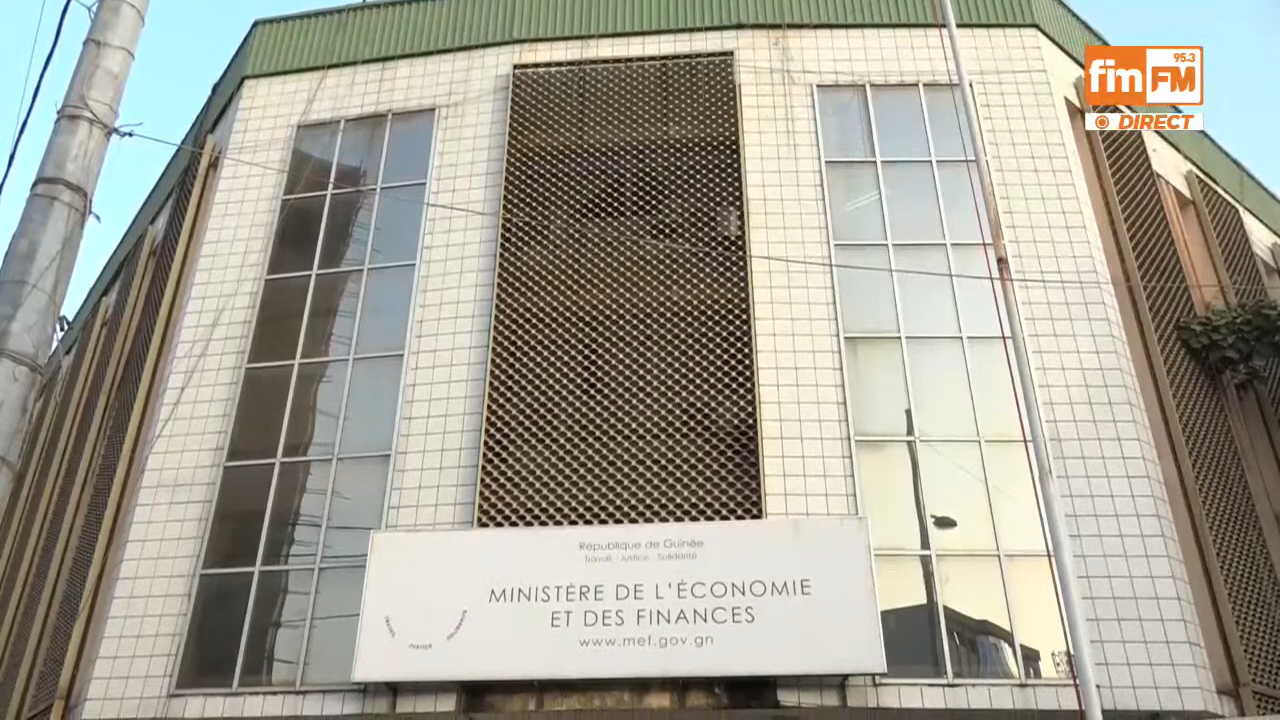 fim FM 95.3
DIRECT
République de Guinée
Travail - Justice - Solidarité
MINISTÈRE DE L'ÉCONOMIE
ET DES FINANCES
www.mef.gov.gn